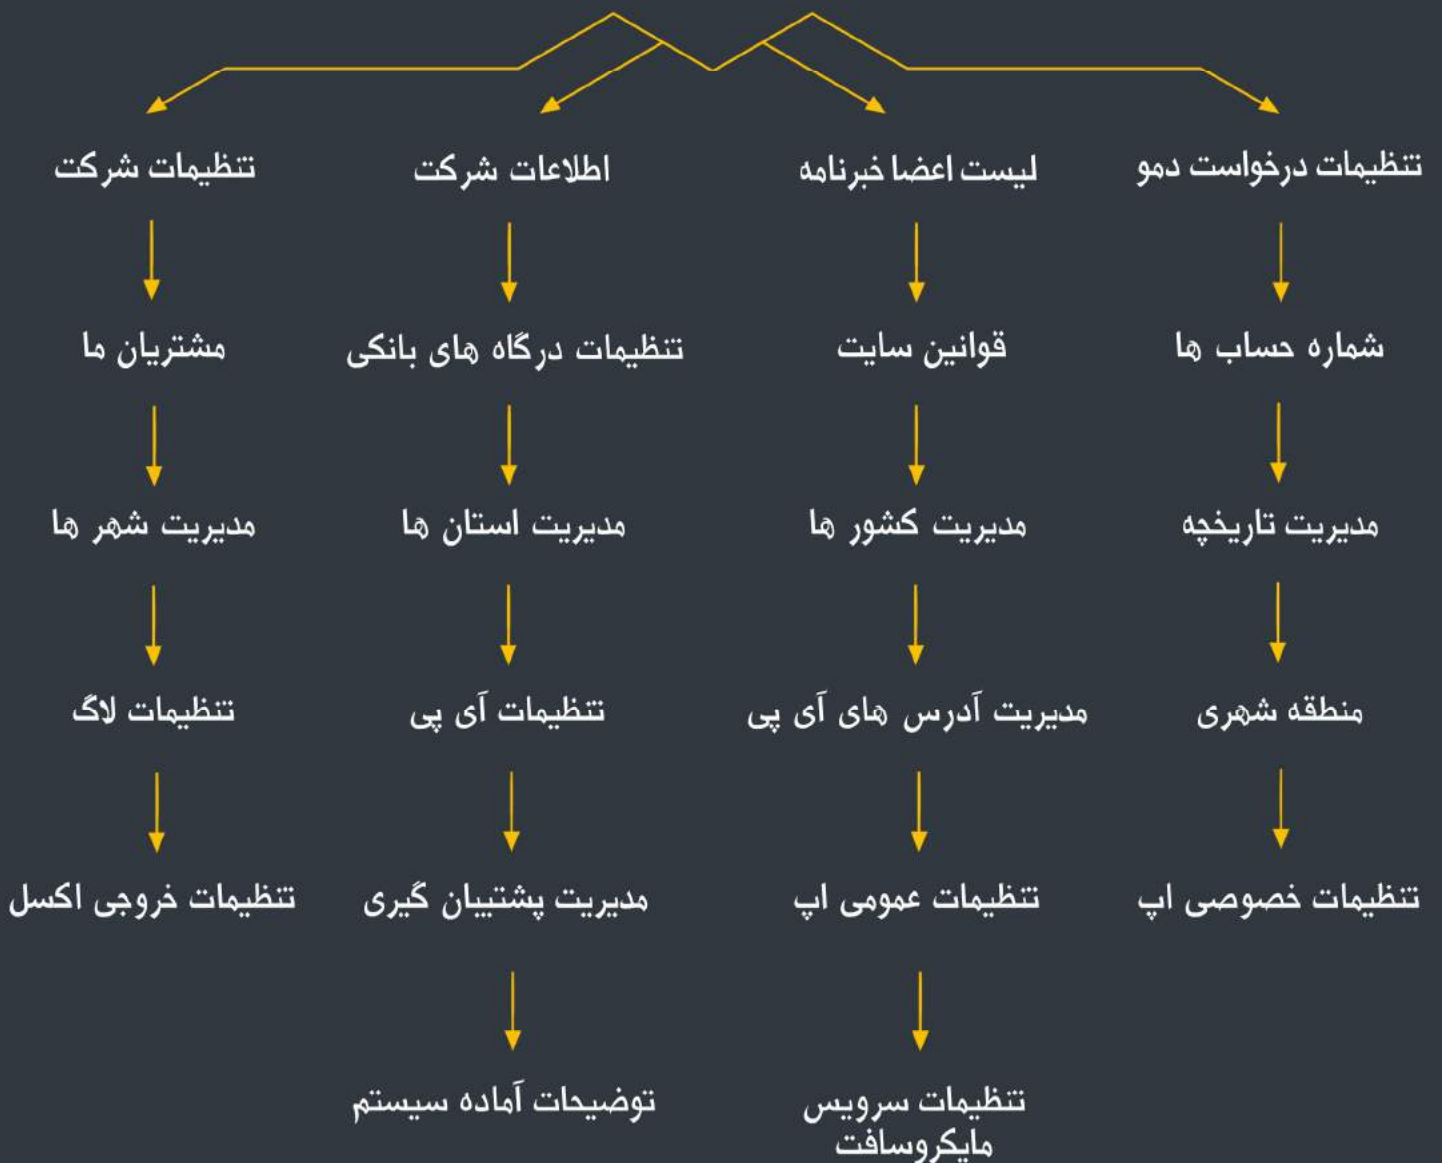 تنظیمات درخواست دمو
لیست اعضا خبرنامه
اطلاعات شرکت
تنظیمات شرکت
شماره حساب ها
قوانین سایت
تنظیمات درگاه های بانکی
مشتریان ما
مدیریت تاریخچه
مدیریت کشور ها
مدیریت استان ها
مدیریت شهر ها
منطقه شهری
مدیریت آدرس های آی پی
تنظیمات آی پی
تنظیمات لاگ
تنظیمات خصوصی اپ
تنظیمات عمومی اپ
مدیریت پشتیبان گیری
تنظیمات خروجی اکسل
تنظیمات سرویس
مایکروسافت
توضیحات آماده سیستم